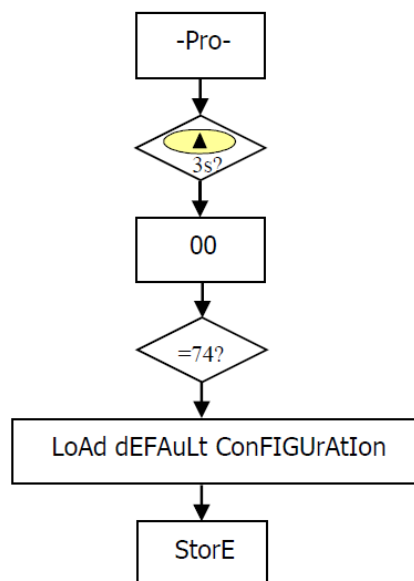 -Pro-
▲
3s?
00
=74?
LoAd dEFAuLt ConFIGUrAtIon
StorE